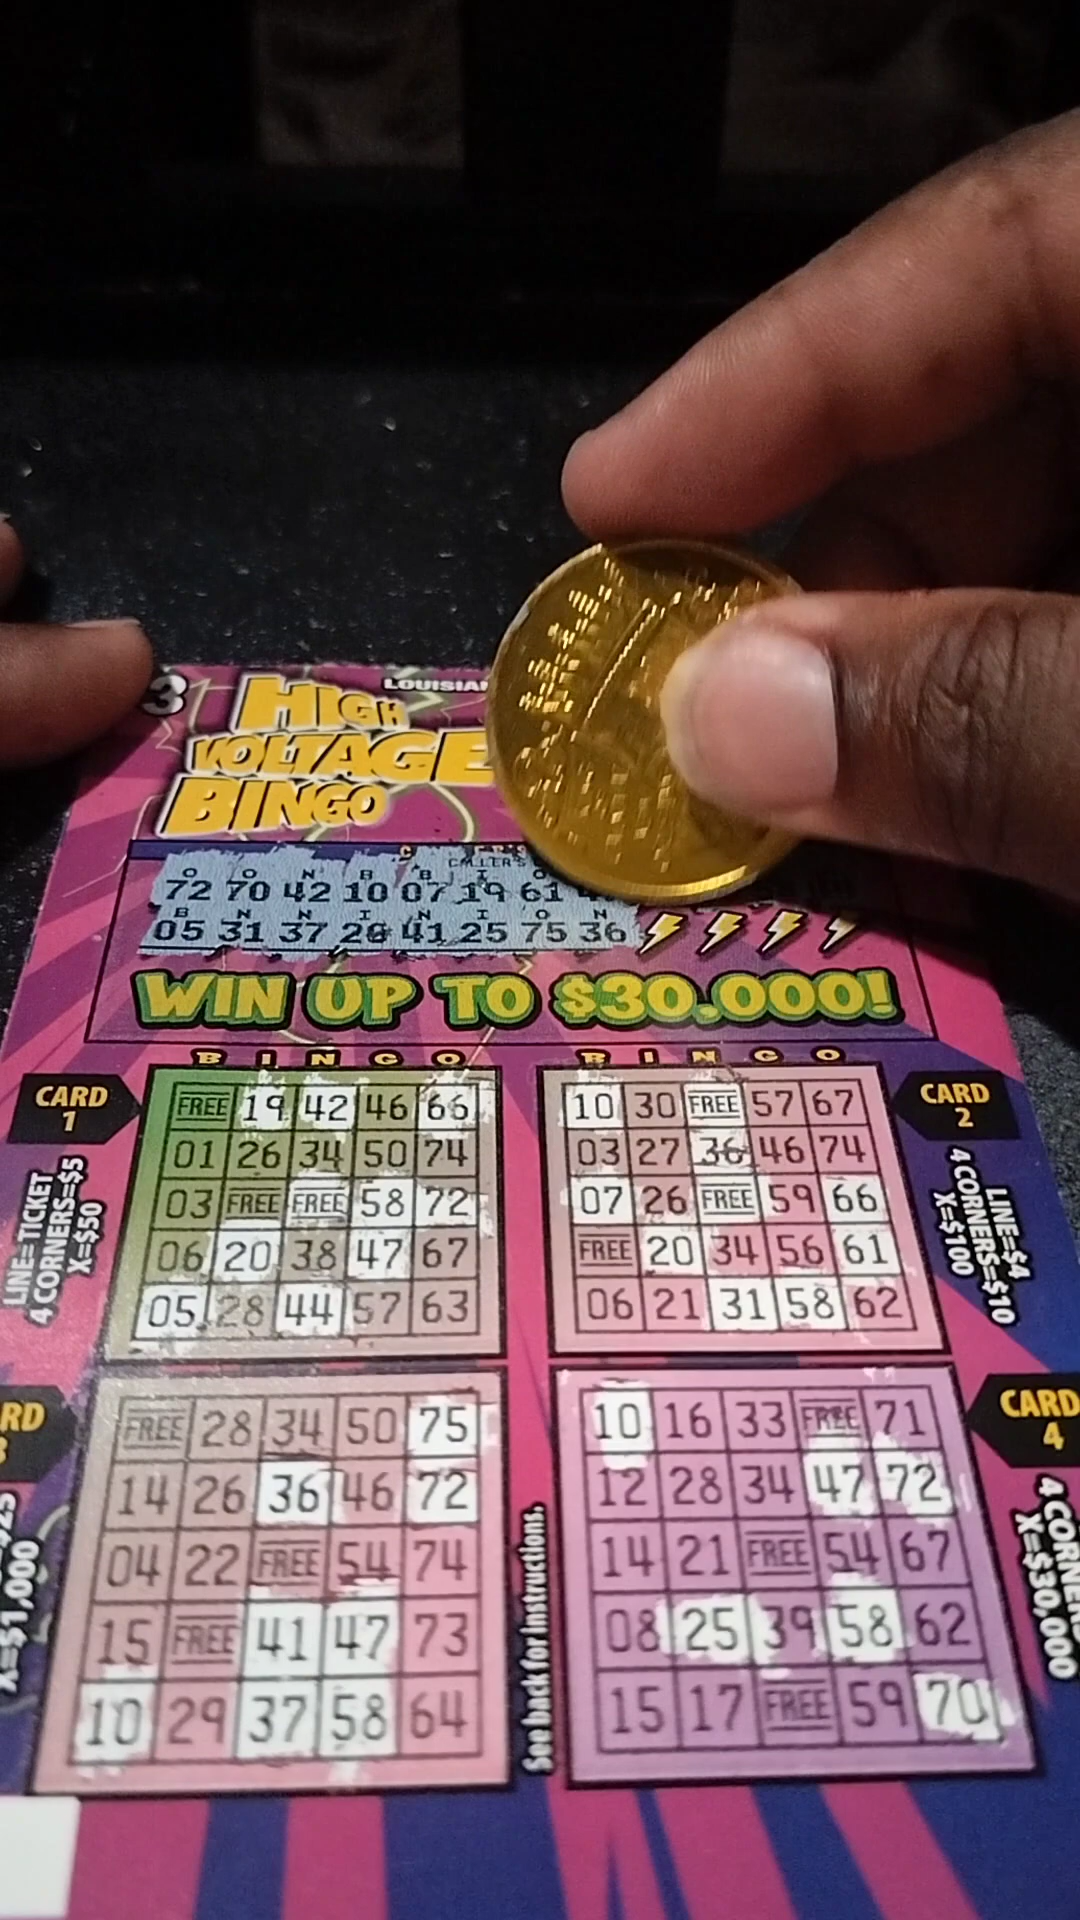 3
LOUISIAN
HIGH
VOLTAGE
BINGO
CALLER'S
O O N B B I O
72 70 42 10 07 19 61
B N N I N I O N
05 31 37 20 41 25 75 36
WIN UP TO $30,000!
B I N G O
CARD
1
LINE=TICKET
4 CORNERS=$5
X=$50
FREE 19 42 46 66
01 26 34 50 74
03 FREE FREE 58 72
06 20 38 47 67
05 28 44 57 63
B I N G O
CARD
2
LINE=$4
4 CORNERS=$10
X=$100
10 30 FREE 57 67
03 27 36 46 74
07 26 FREE 59 66
FREE 20 34 56 61
06 21 31 58 62
RD
3
X=$1,000
FREE 28 34 50 75
14 26 36 46 72
04 22 FREE 54 74
15 FREE 41 47 73
10 29 37 58 64
See back for instructions.
CARD
4
4 CORNERS
X=$30,000
10 16 33 FREE 71
12 28 34 47 72
14 21 FREE 54 67
08 25 39 58 62
15 17 FREE 59 70